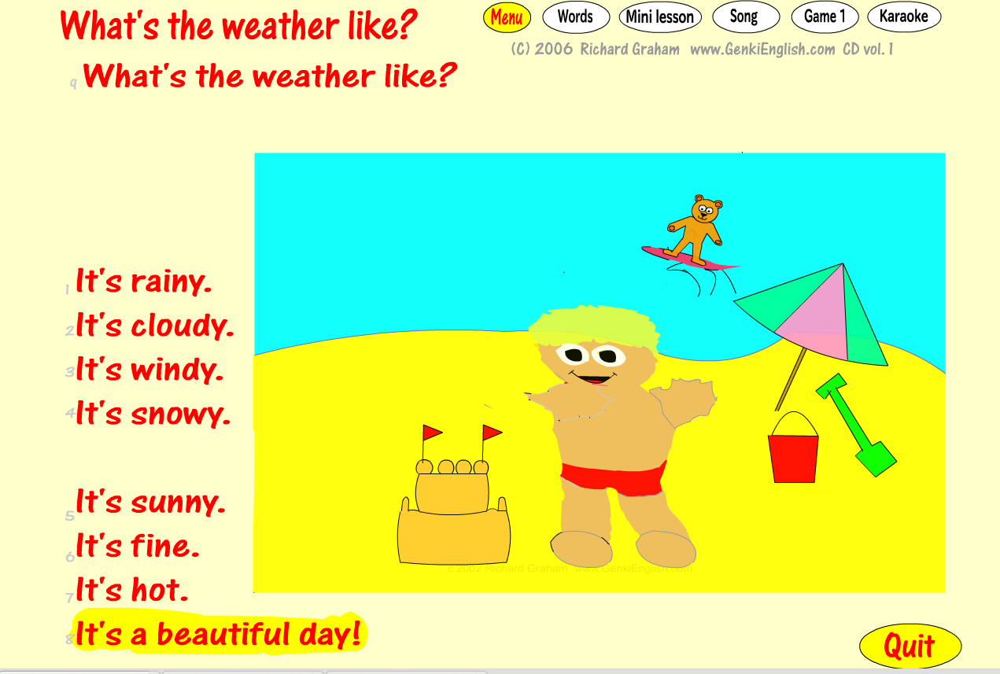 What's the weather like?
Menu
Words
Mini lesson
Song
Game 1
Karaoke
(C) 2006 Richard Graham www.GenkiEnglish.com CD vol. 1
q What's the weather like?
1 It's rainy.
2 It's cloudy.
3 It's windy.
4 It's snowy.
5 It's sunny.
6 It's fine.
7 It's hot.
8 It's a beautiful day!
c 2002 Richard Graham www.GenkiEnglish.com
Quit